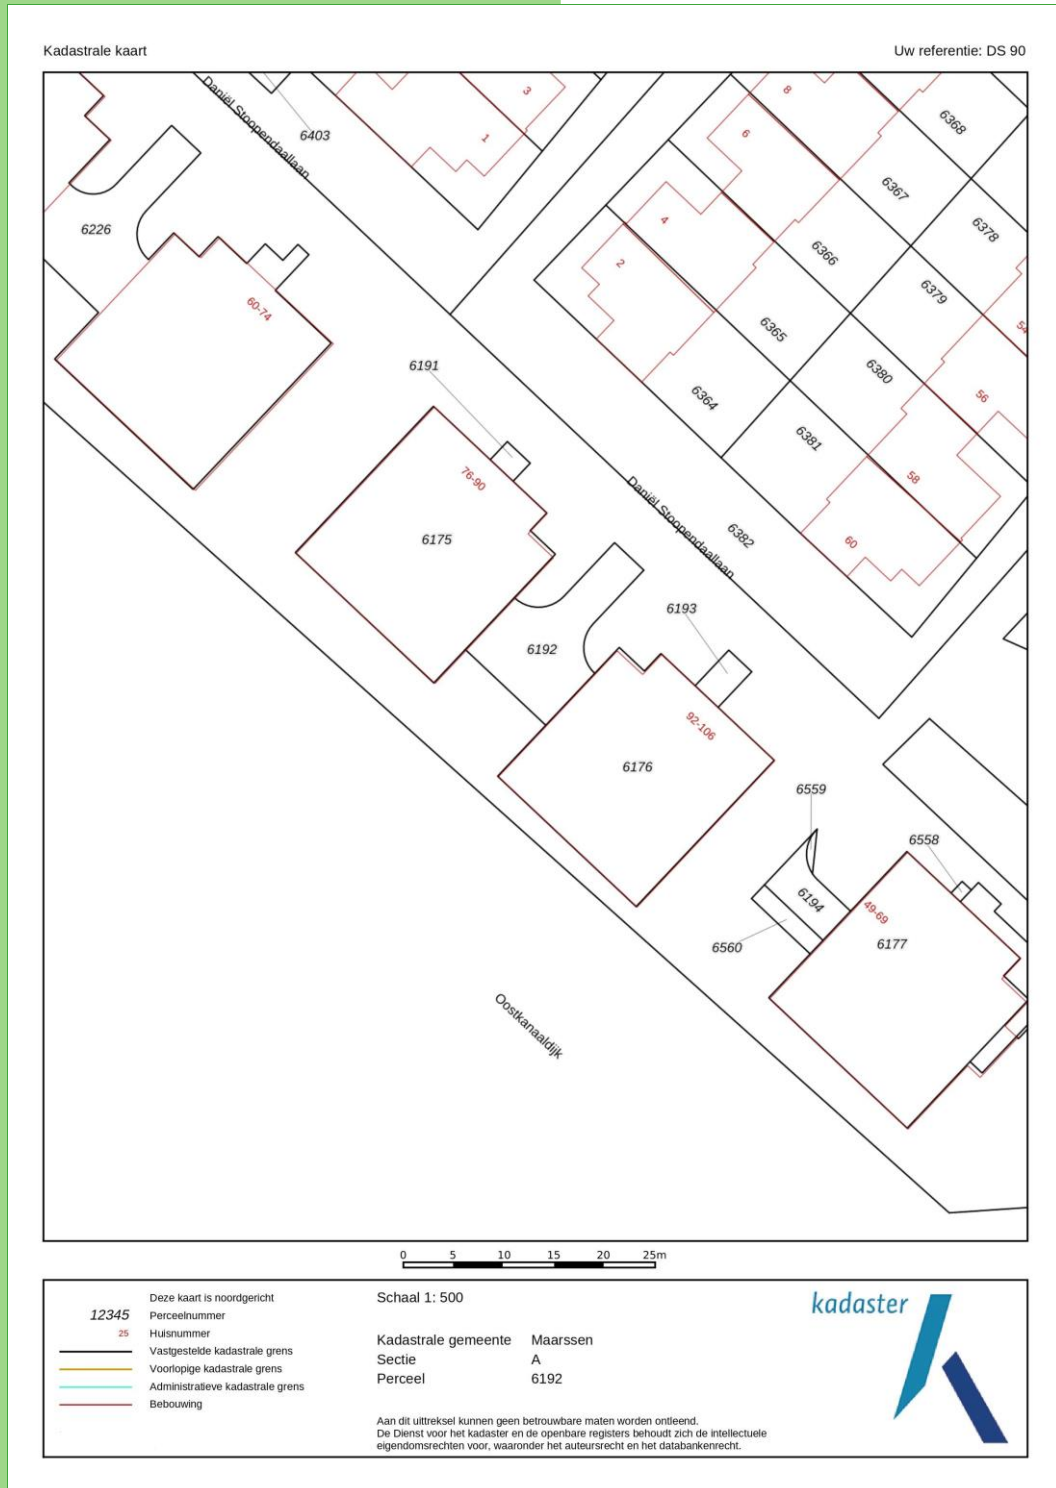 Kadastrale kaart
Uw referentie: DS 90
Daniël Stoopendaallaan
6403
3
1
8
6
4
2
6368
6367
6378
6366
6379
6365
6380
6364
6381
54
56
58
60
6226
60-74
6191
76-90
6175
Daniël Stoopendaallaan
6382
6193
6192
92-106
6176
6559
6558
6194
49-69
6177
6560
Oostkanaaldijk
0 5 10 15 20 25m
Deze kaart is noordgericht
12345 Perceelnummer
25 Huisnummer
Vastgestelde kadastrale grens
Voorlopige kadastrale grens
Administratieve kadastrale grens
Bebouwing
Schaal 1: 500
Kadastrale gemeente Maarssen
Sectie A
Perceel 6192
Aan dit uittreksel kunnen geen betrouwbare maten worden ontleend.
De Dienst voor het kadaster en de openbare registers behoudt zich de intellectuele
eigendomsrechten voor, waaronder het auteursrecht en het databankenrecht.
kadaster